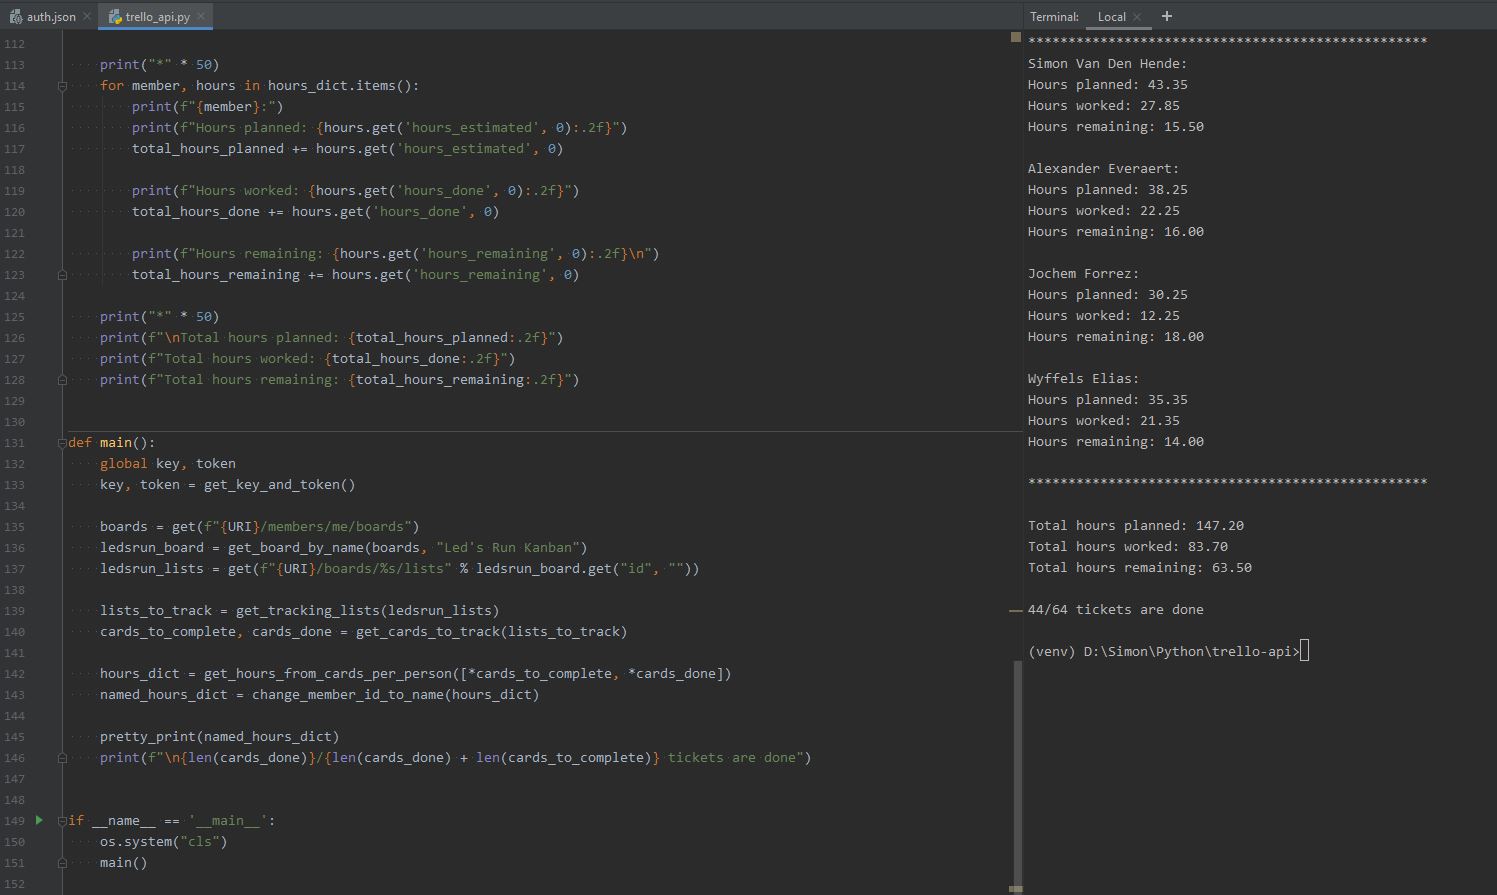 auth.json
trello_api.py
112
113 print("*" * 50)
114 for member, hours in hours_dict.items():
115 print(f"{member}:")
116 print(f"Hours planned: {hours.get('hours_estimated', 0):.2f}")
117 total_hours_planned += hours.get('hours_estimated', 0)
118
119 print(f"Hours worked: {hours.get('hours_done', 0):.2f}")
120 total_hours_done += hours.get('hours_done', 0)
121
122 print(f"Hours remaining: {hours.get('hours_remaining', 0):.2f}\n")
123 total_hours_remaining += hours.get('hours_remaining', 0)
124
125 print("*" * 50)
126 print(f"\nTotal hours planned: {total_hours_planned:.2f}")
127 print(f"Total hours worked: {total_hours_done:.2f}")
128 print(f"Total hours remaining: {total_hours_remaining:.2f}")
129
130
131 def main():
132 global key, token
133 key, token = get_key_and_token()
134
135 boards = get(f"{URI}/members/me/boards")
136 ledsrun_board = get_board_by_name(boards, "Led's Run Kanban")
137 ledsrun_lists = get(f"{URI}/boards/%s/lists" % ledsrun_board.get("id", ""))
138
139 lists_to_track = get_tracking_lists(ledsrun_lists)
140 cards_to_complete, cards_done = get_cards_to_track(lists_to_track)
141
142 hours_dict = get_hours_from_cards_per_person([*cards_to_complete, *cards_done])
143 named_hours_dict = change_member_id_to_name(hours_dict)
144
145 pretty_print(named_hours_dict)
146 print(f"\n{len(cards_done)}/{len(cards_done) + len(cards_to_complete)} tickets are done")
147
148
149 if __name__ == '__main__':
150 os.system("cls")
151 main()
152
Terminal: Local +
**************************************************
Simon Van Den Hende:
Hours planned: 43.35
Hours worked: 27.85
Hours remaining: 15.50
Alexander Everaert:
Hours planned: 38.25
Hours worked: 22.25
Hours remaining: 16.00
Jochem Forrez:
Hours planned: 30.25
Hours worked: 12.25
Hours remaining: 18.00
Wyffels Elias:
Hours planned: 35.35
Hours worked: 21.35
Hours remaining: 14.00
**************************************************
Total hours planned: 147.20
Total hours worked: 83.70
Total hours remaining: 63.50
44/64 tickets are done
(venv) D:\Simon\Python\trello-api>